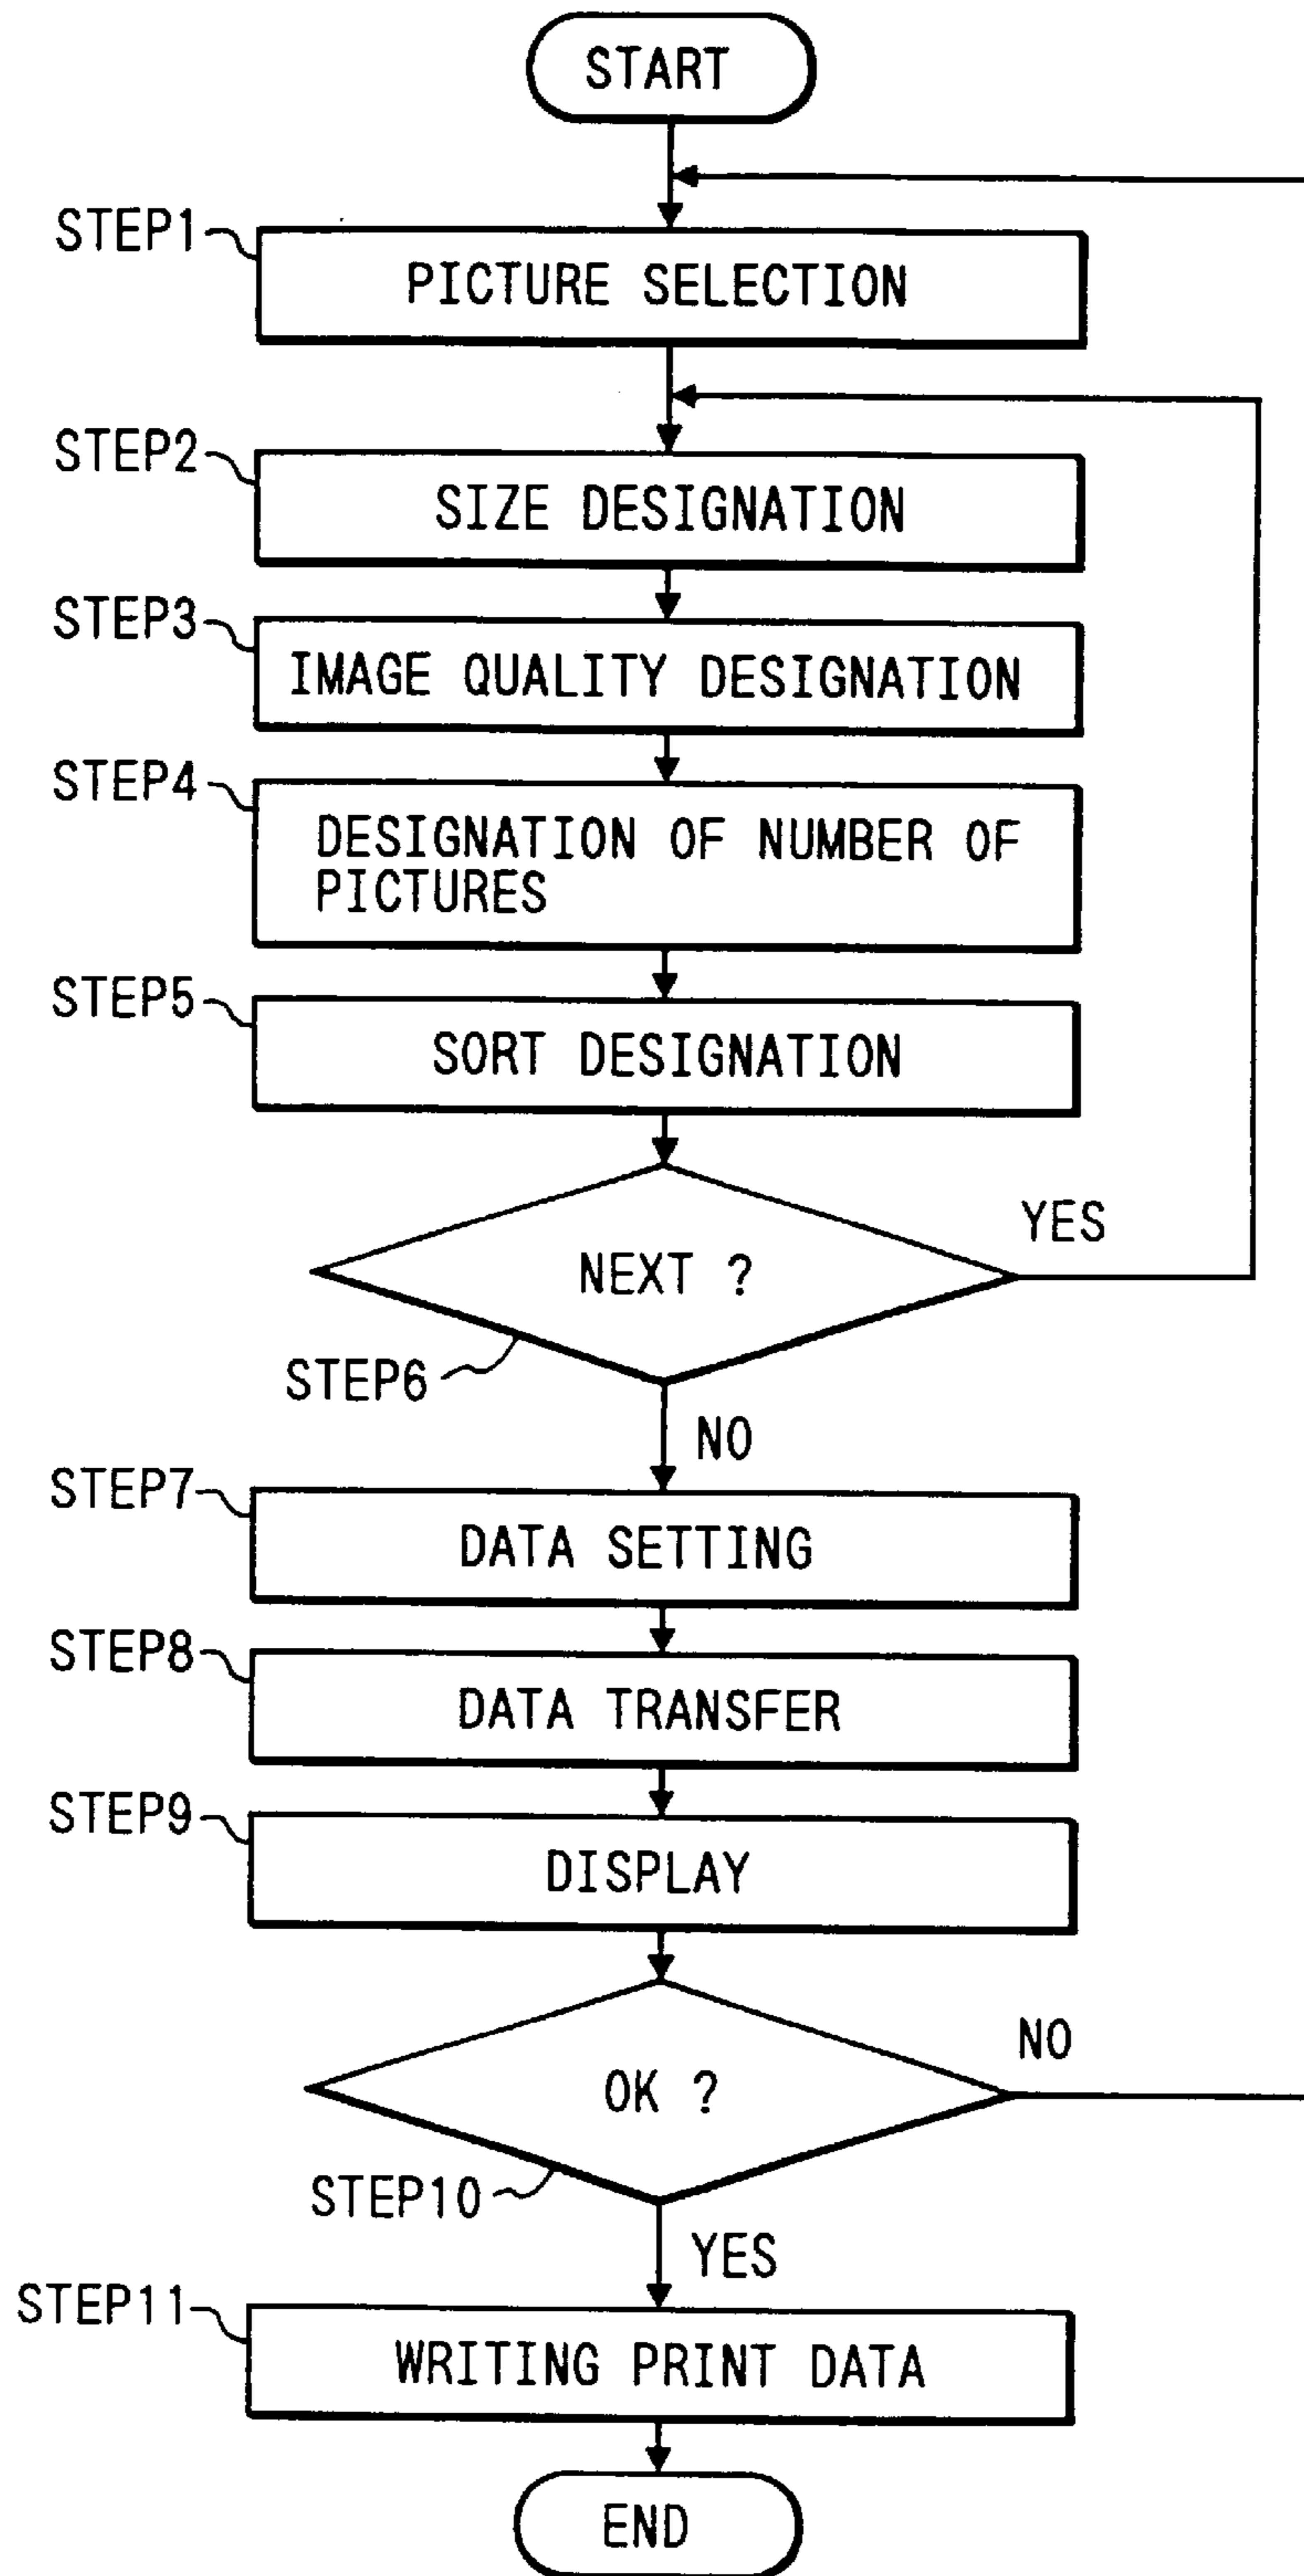 START
STEP1
PICTURE SELECTION
STEP2
SIZE DESIGNATION
STEP3
IMAGE QUALITY DESIGNATION
STEP4
DESIGNATION OF NUMBER OF
PICTURES
STEP5
SORT DESIGNATION
YES
NEXT ?
STEP6
NO
STEP7
DATA SETTING
STEP8
DATA TRANSFER
STEP9
DISPLAY
NO
OK ?
STEP10
YES
STEP11
WRITING PRINT DATA
END